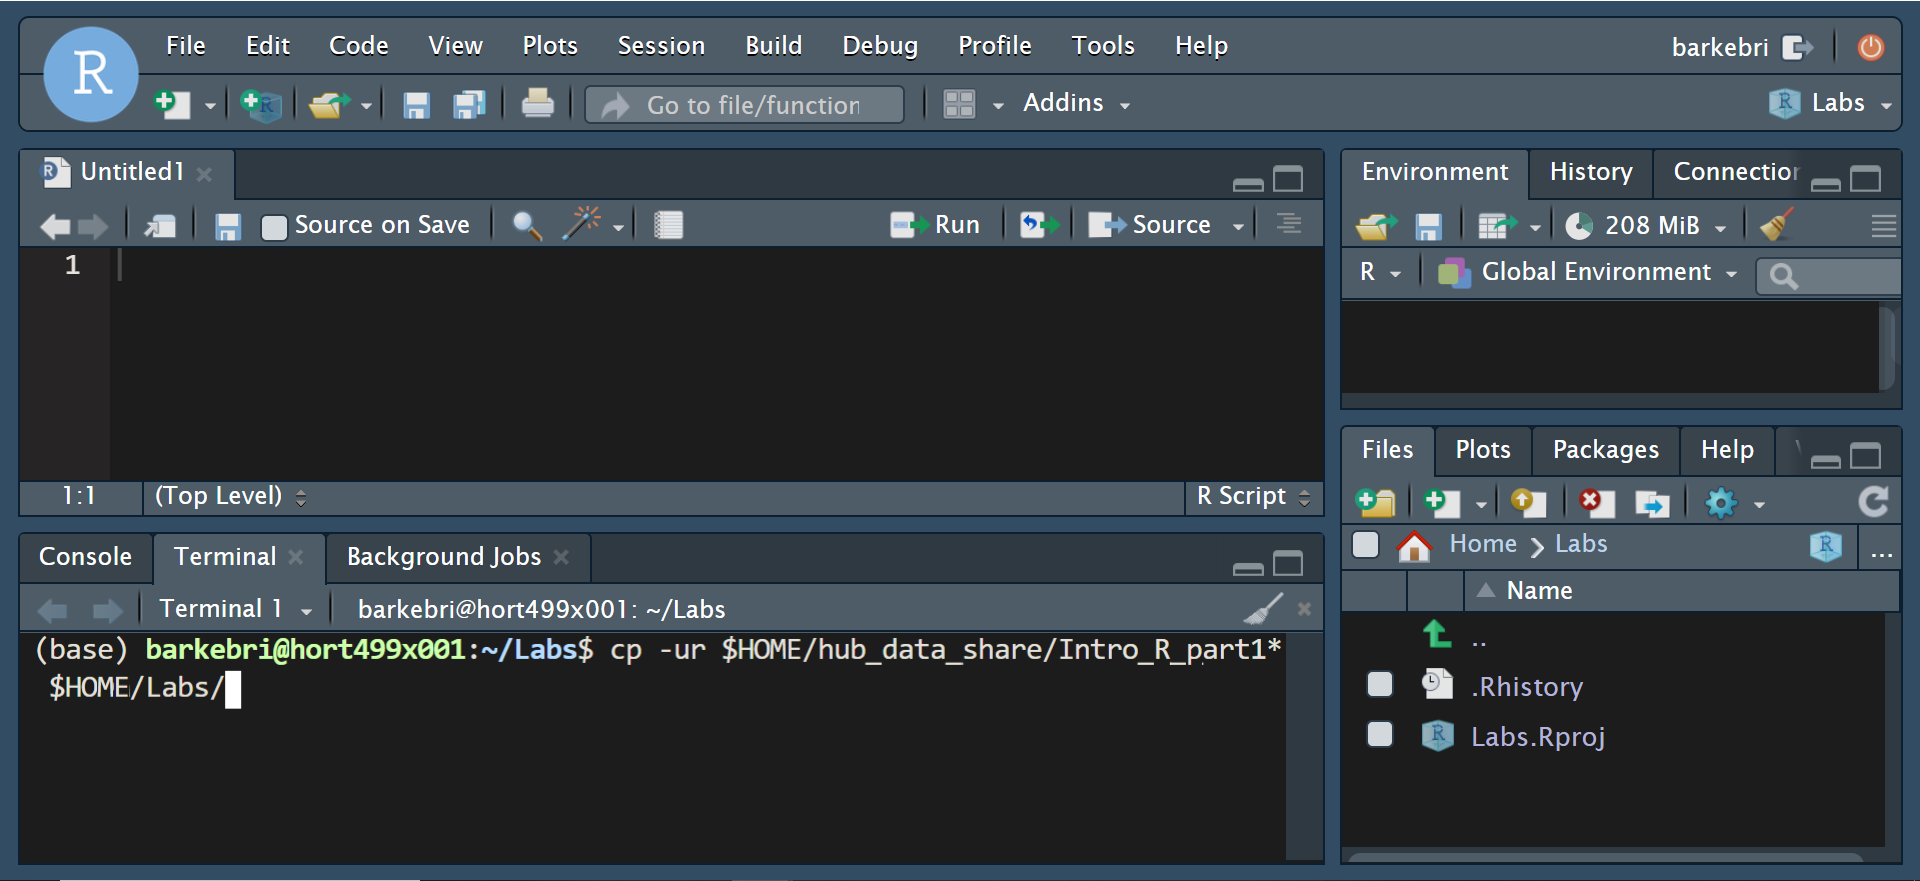 R
File Edit Code View Plots Session Build Debug Profile Tools Help
barkebri
Go to file/function
Addins
Labs
Untitled1
Source on Save
Run
Source
1
1:1
(Top Level)
R Script
Console Terminal Background Jobs
Terminal 1
barkebri@hort499x001: ~/Labs
(base) barkebri@hort499x001:~/Labs$ cp -ur $HOME/hub_data_share/Intro_R_part1*
$HOME/Labs/
Environment History Connection
208 MiB
R
Global Environment
Files Plots Packages Help
Home Labs
...
Name
..
.Rhistory
Labs.Rproj